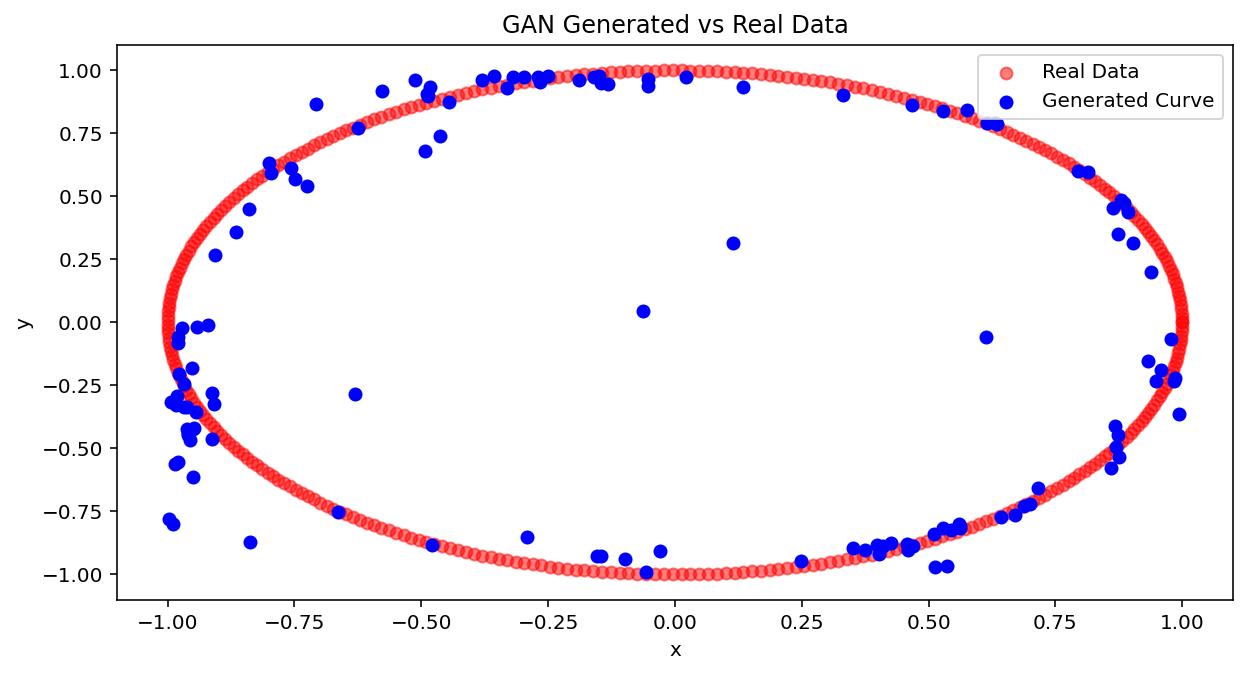 GAN Generated vs Real Data
Real Data
Generated Curve
y
1.00
0.75
0.50
0.25
0.00
−0.25
−0.50
−0.75
−1.00
−1.00 −0.75 −0.50 −0.25 0.00 0.25 0.50 0.75 1.00
x